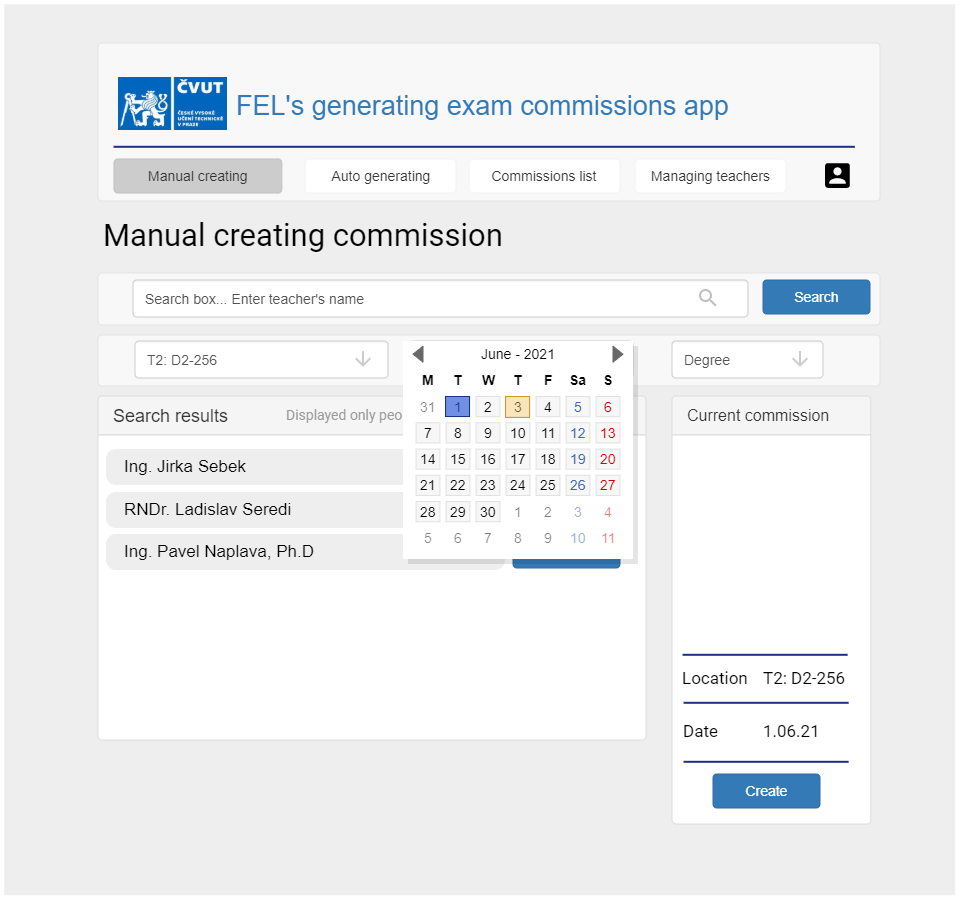 ČVUT
ČESKÉ VYSOKÉ
UČENÍ TECHNICKÉ
V PRAZE
FEL's generating exam commissions app
Manual creating
Auto generating
Commissions list
Managing teachers
Manual creating commission
Search box... Enter teacher's name
Search
T2: D2-256
June - 2021
Degree
M T W T F Sa S
31 1 2 3 4 5 6
7 8 9 10 11 12 13
14 15 16 17 18 19 20
21 22 23 24 25 26 27
28 29 30 1 2 3 4
5 6 7 8 9 10 11
Search results
Displayed only peo
Ing. Jirka Sebek
RNDr. Ladislav Seredi
Ing. Pavel Naplava, Ph.D
Current commission
Location T2: D2-256
Date 1.06.21
Create